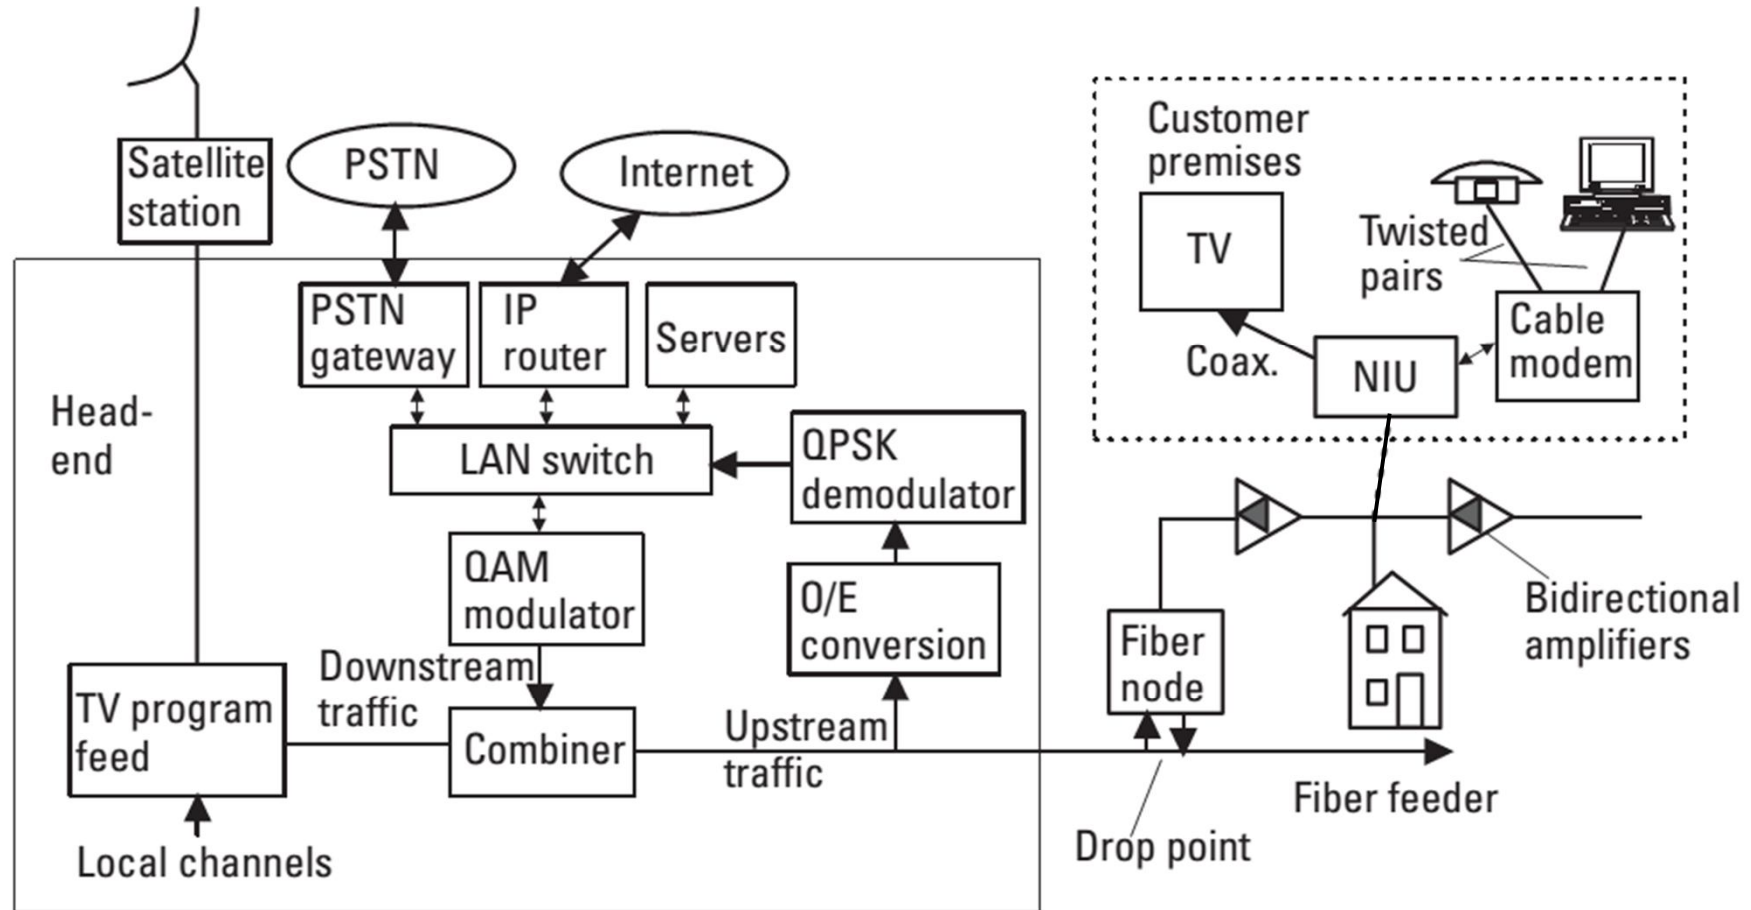 Satellite
station
PSTN
Internet
PSTN
gateway
IP
router
Servers
Head-
end
LAN switch
QPSK
demodulator
QAM
modulator
O/E
conversion
Downstream
traffic
TV program
feed
Combiner
Upstream
traffic
Local channels
Customer
premises
TV
Twisted
pairs
Cable
modem
Coax.
NIU
Fiber
node
Bidirectional
amplifiers
Fiber feeder
Drop point